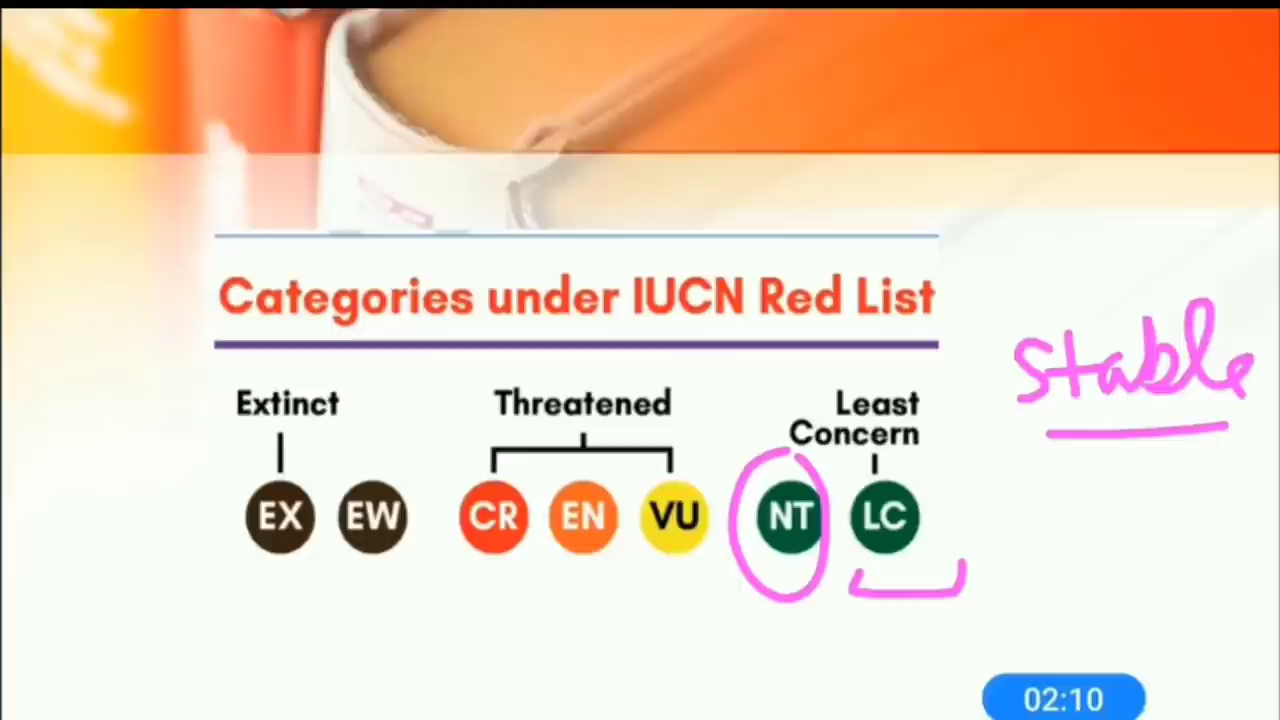 Categories under IUCN Red List
stable
Extinct
Threatened
Least
Concern
EX EW CR EN VU NT LC
02:10